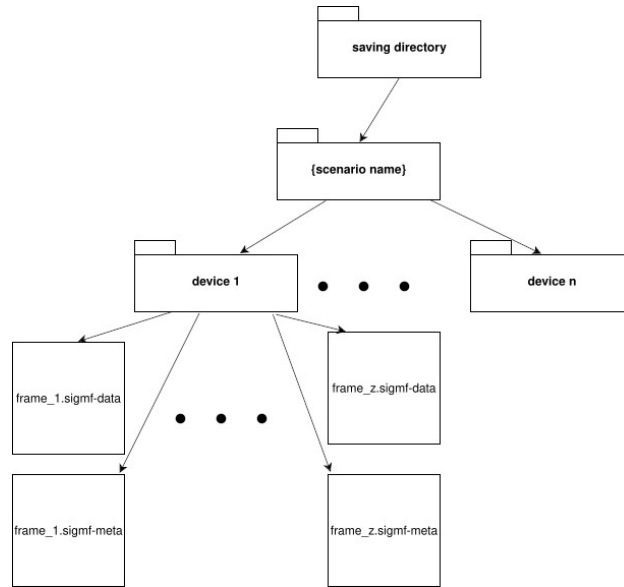 saving directory
{scenario name}
device 1
device n
frame_1.sigmf-data
frame_z.sigmf-data
frame_1.sigmf-meta
frame_z.sigmf-meta